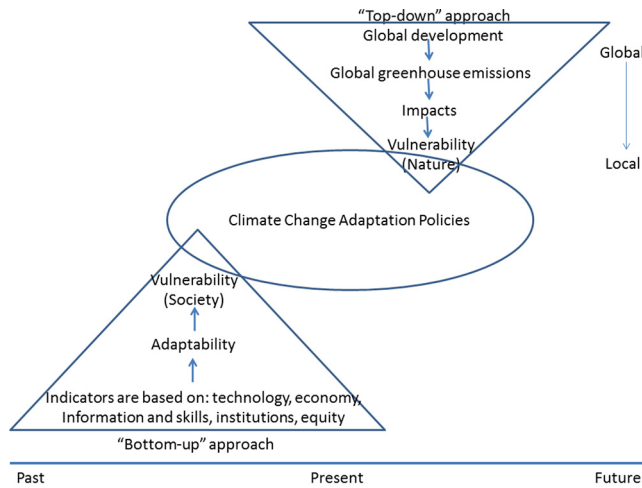 “Top-down” approach
Global development
Global greenhouse emissions
Impacts
Vulnerability
(Nature)
Global
Local
Climate Change Adaptation Policies
Vulnerability
(Society)
Adaptability
Indicators are based on: technology, economy,
Information and skills, institutions, equity
“Bottom-up” approach
Past Present Future